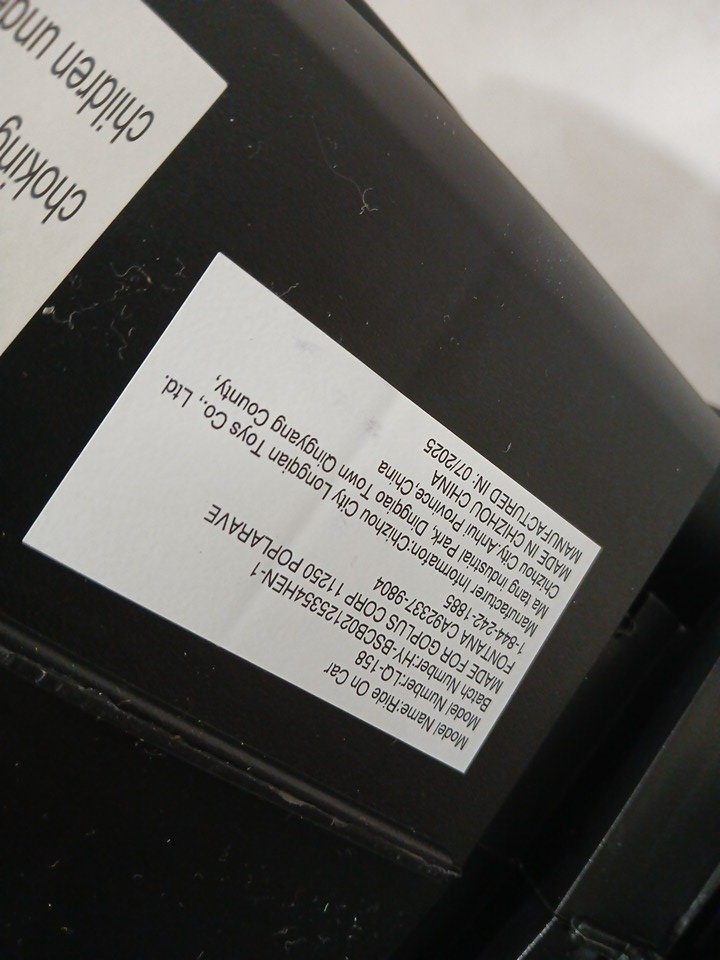 choking
children und
Model Name:Ride On Car
Model Number:LQ-158
Batch Number:HY-BSCB02125354HEN-1
MADE FOR GOPLUS CORP 11250 POPLARAVE
FONTANA CA92337-9804
1-844-242-1885
Manufacturer Informaton:Chizhou City Longqian Toys Co., Ltd.
Ma tang Industrial Park, Dingqiao Town Qingyang County,
Chizhou City.Anhui Province.China
MADE IN CHIZHOU CHINA
MANUFACTURED IN: 07/2025